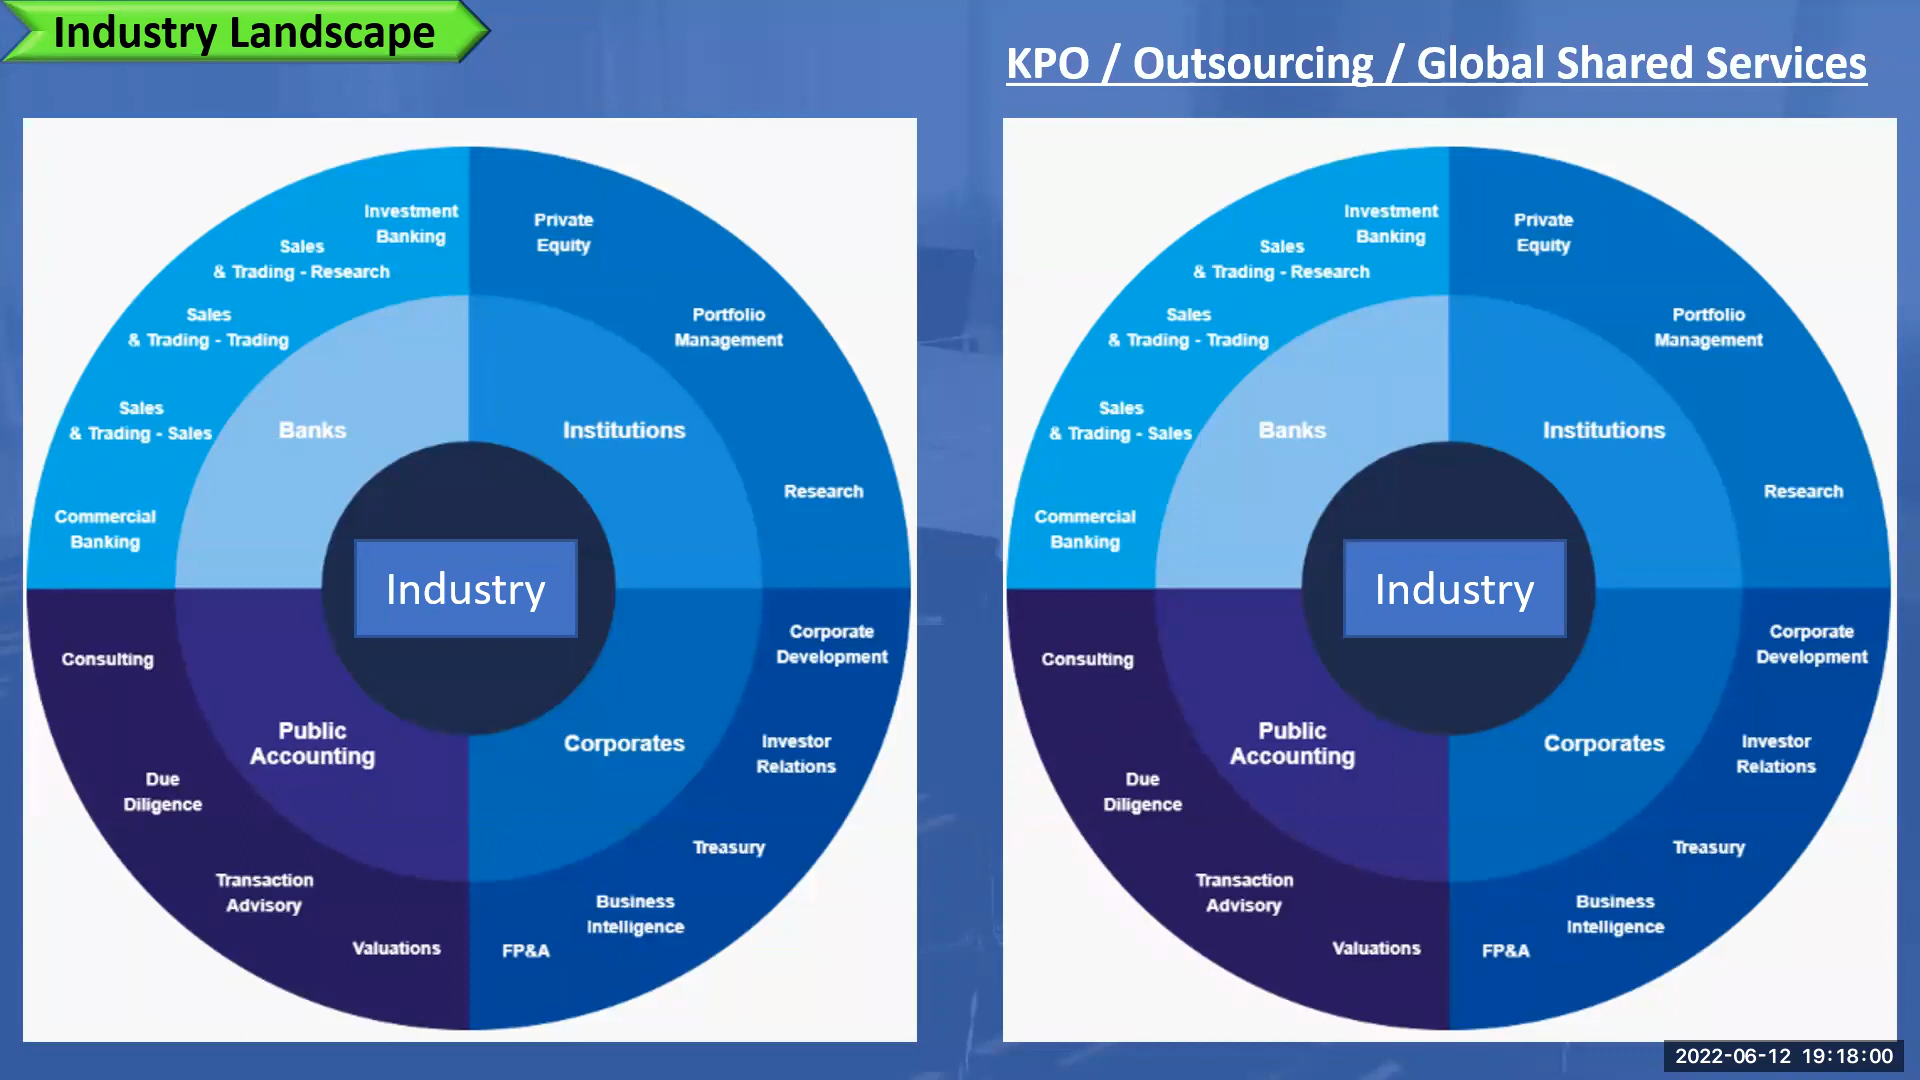 Industry Landscape
KPO / Outsourcing / Global Shared Services
Investment
Banking
Sales
& Trading - Research
Sales
& Trading - Trading
Sales
& Trading - Sales
Commercial
Banking
Banks
Private
Equity
Portfolio
Management
Research
Institutions
Industry
Consulting
Due
Diligence
Transaction
Advisory
Valuations
Public
Accounting
Corporate
Development
Investor
Relations
Treasury
Business
Intelligence
FP&A
Corporates
Investment
Banking
Sales
& Trading - Research
Sales
& Trading - Trading
Sales
& Trading - Sales
Commercial
Banking
Banks
Private
Equity
Portfolio
Management
Research
Institutions
Industry
Consulting
Due
Diligence
Transaction
Advisory
Valuations
Public
Accounting
Corporate
Development
Investor
Relations
Treasury
Business
Intelligence
FP&A
Corporates
2022-06-12 19:18:00